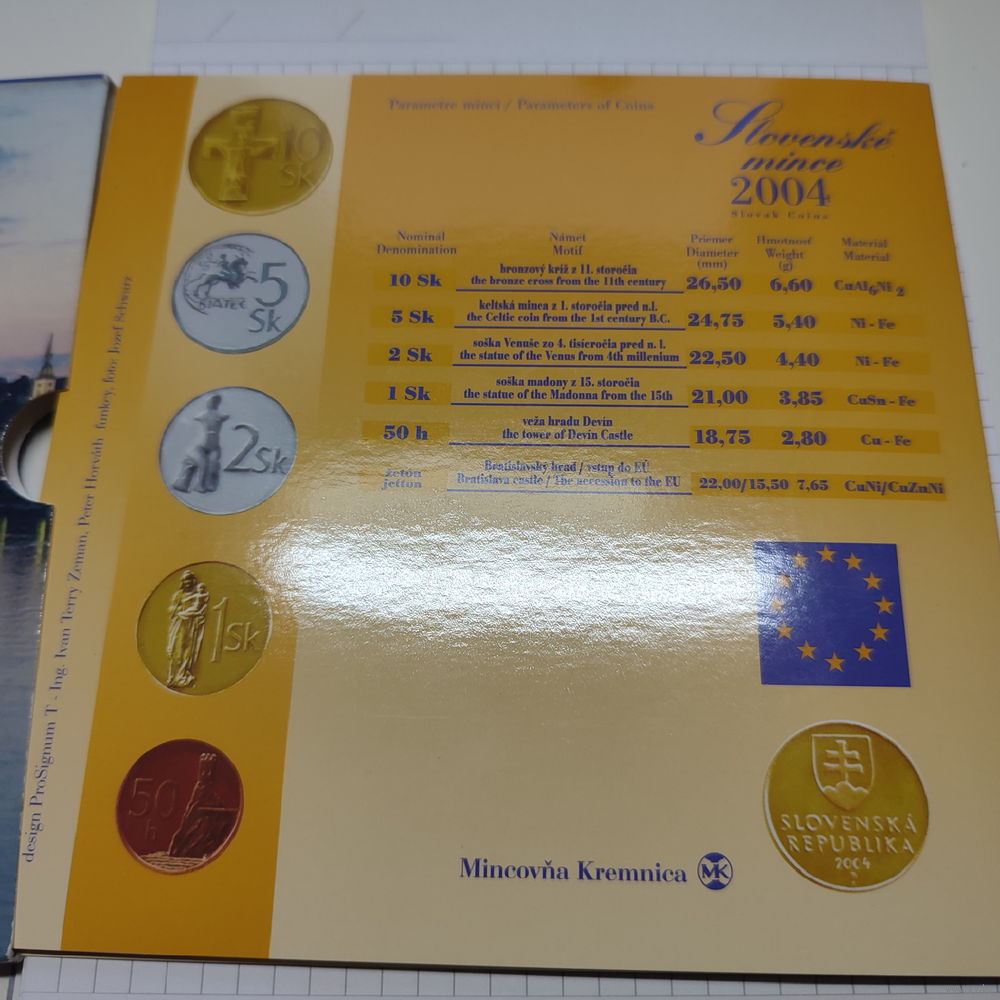 Parametre mincí / Parameters of Coins
Slovenské
mince
2004
Slovak Coins
Nominál Námet Priemer Hmotnosť Materiál
Denomination Motif Diameter Weight Material
(mm) (g)
10 Sk bronzový kríž z 11. storočia 26,50 6,60 CuAl6Ni2
the bronze cross from the 11th century
5 Sk keltská minca z 1. storočia pred n.l. 24,75 5,40 Ni - Fe
the Celtic coin from the 1st century B.C.
2 Sk soška Venuše zo 4. tisícročia pred n. l. 22,50 4,40 Ni - Fe
the statue of the Venus from 4th millenium
1 Sk soška madony z 15. storočia 21,00 3,85 CuSn - Fe
the statue of the Madonna from the 15th
50 h veža hradu Devín 18,75 2,80 Cu - Fe
the tower of Devín Castle
žetón Bratislavský hrad / vstup do EÚ
jetton Bratislava castle / The accession to the EU 22,00/15,50 7,65 CuNi/CuZnNi
10
SK
5
Sk
BIATEC
2Sk
1Sk
50
h
design ProSignum T - Ing. Ivan Terry Zeman, Peter Horváth funkey, foto: Jozef Schwarz
SLOVENSKÁ
REPUBLIKA
2004
Mincovňa Kremnica MK